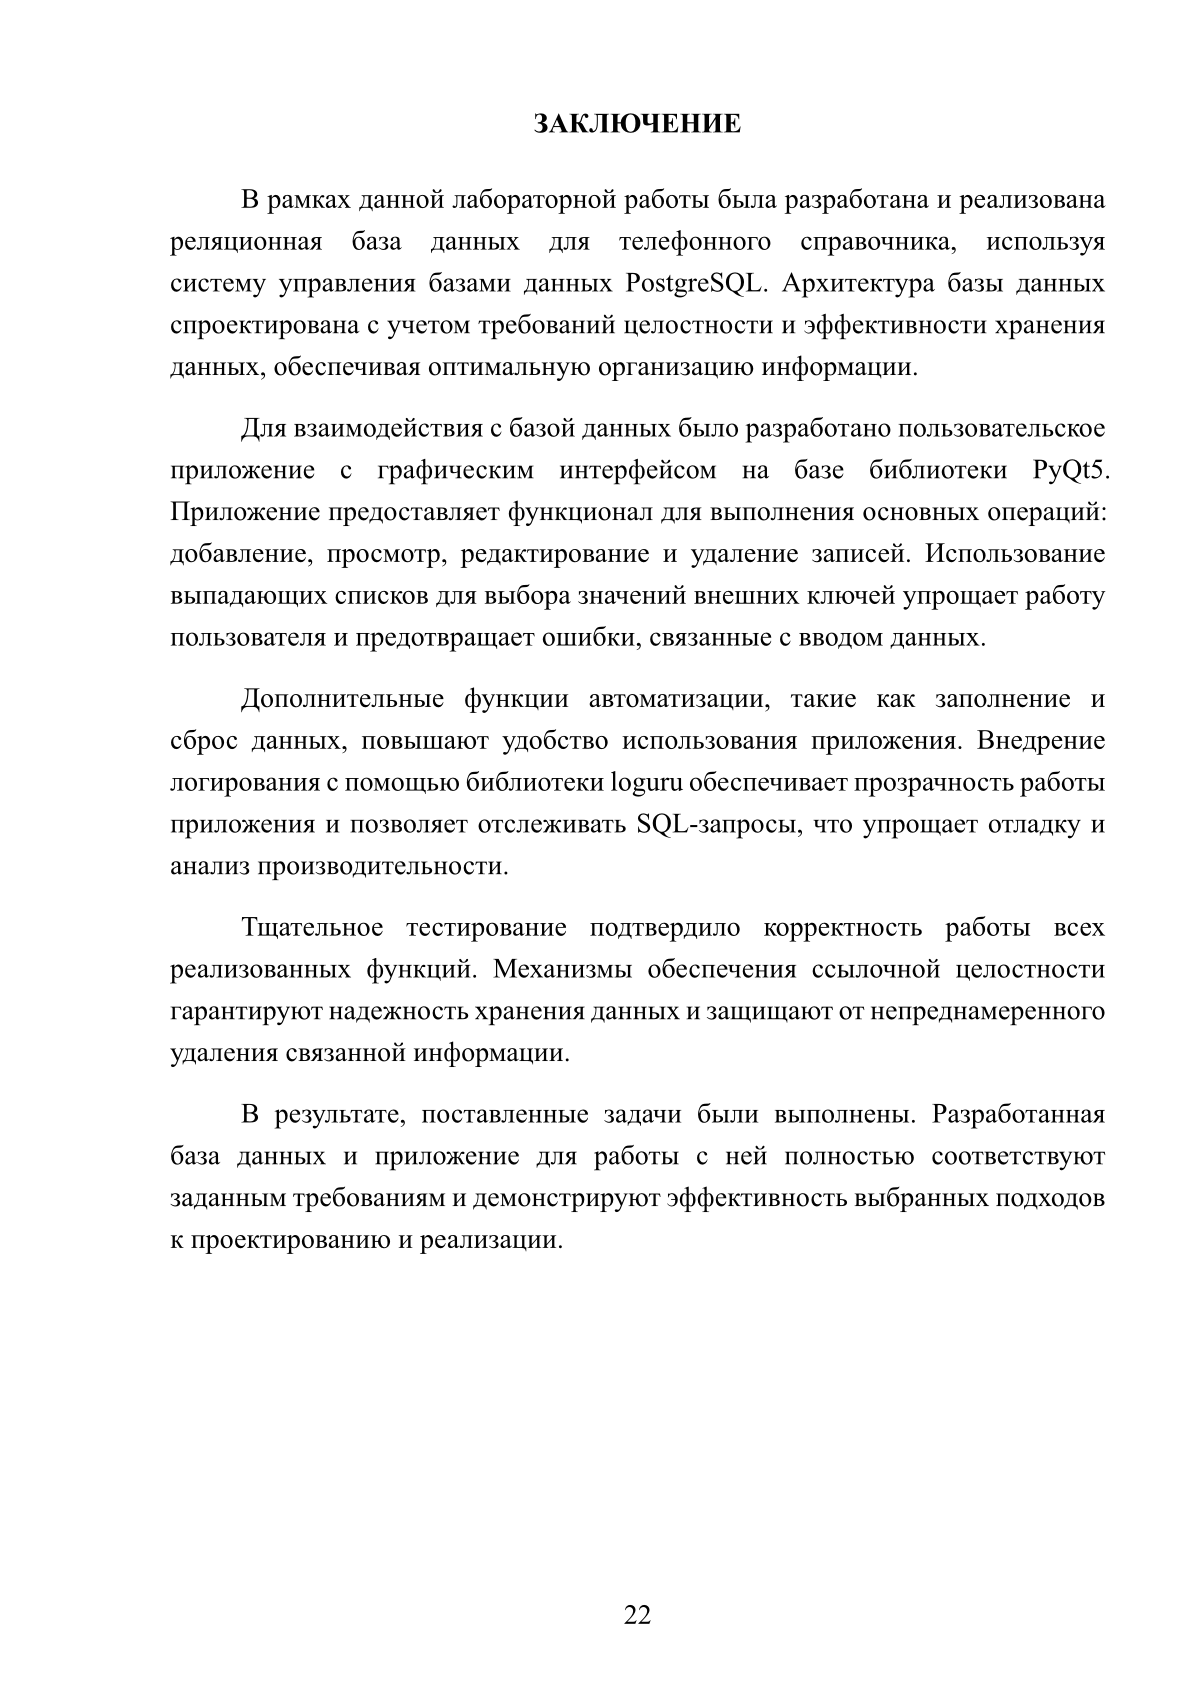 ЗАКЛЮЧЕНИЕ
В рамках данной лабораторной работы была разработана и реализована
реляционная база данных для телефонного справочника, используя
систему управления базами данных PostgreSQL. Архитектура базы данных
спроектирована с учетом требований целостности и эффективности хранения
данных, обеспечивая оптимальную организацию информации.
Для взаимодействия с базой данных было разработано пользовательское
приложение с графическим интерфейсом на базе библиотеки PyQt5.
Приложение предоставляет функционал для выполнения основных операций:
добавление, просмотр, редактирование и удаление записей. Использование
выпадающих списков для выбора значений внешних ключей упрощает работу
пользователя и предотвращает ошибки, связанные с вводом данных.
Дополнительные функции автоматизации, такие как заполнение и
сброс данных, повышают удобство использования приложения. Внедрение
логирования с помощью библиотеки loguru обеспечивает прозрачность работы
приложения и позволяет отслеживать SQL-запросы, что упрощает отладку и
анализ производительности.
Тщательное тестирование подтвердило корректность работы всех
реализованных функций. Механизмы обеспечения ссылочной целостности
гарантируют надежность хранения данных и защищают от непреднамеренного
удаления связанной информации.
В результате, поставленные задачи были выполнены. Разработанная
база данных и приложение для работы с ней полностью соответствуют
заданным требованиям и демонстрируют эффективность выбранных подходов
к проектированию и реализации.
22